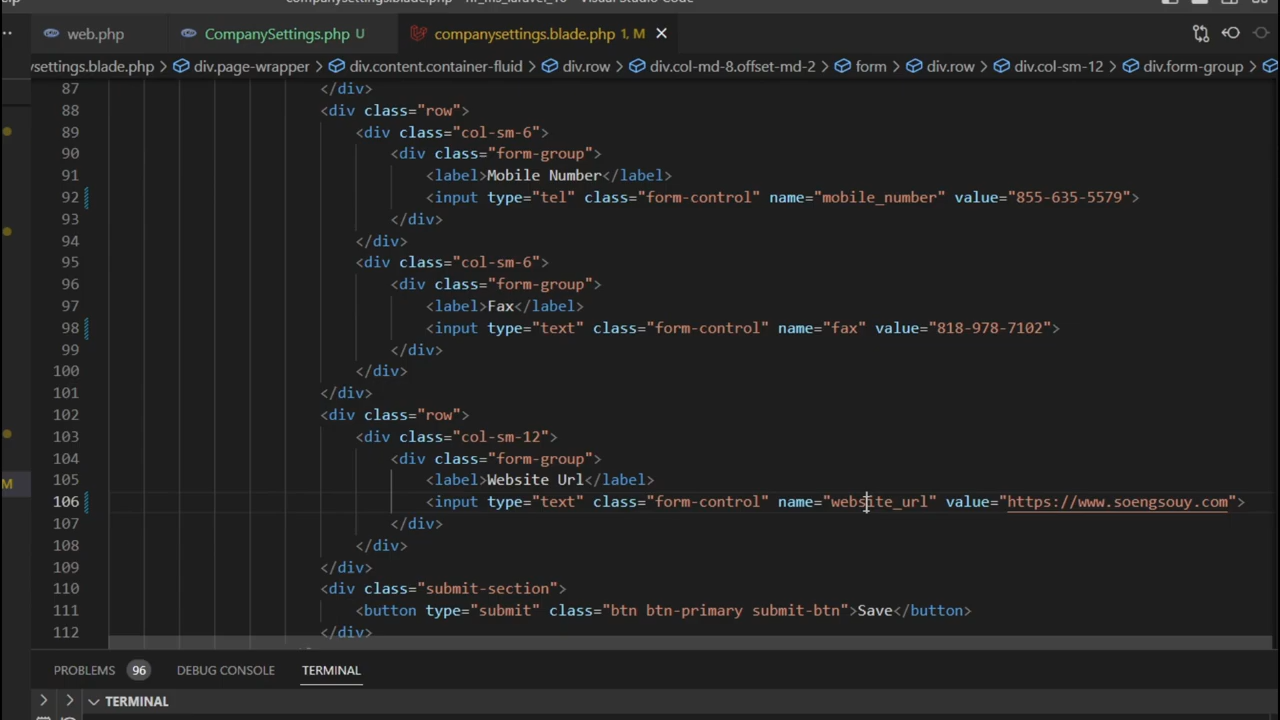 companysettings.blade.php - hr_ms_laravel_10 - Visual Studio Code
web.php
CompanySettings.php U
companysettings.blade.php 1, M
ysettings.blade.php > div.page-wrapper > div.content.container-fluid > div.row > div.col-md-8.offset-md-2 > form > div.row > div.col-sm-12 > div.form-group >
87 </div>
88 <div class="row">
89 <div class="col-sm-6">
90 <div class="form-group">
91 <label>Mobile Number</label>
92 <input type="tel" class="form-control" name="mobile_number" value="855-635-5579">
93 </div>
94 </div>
95 <div class="col-sm-6">
96 <div class="form-group">
97 <label>Fax</label>
98 <input type="text" class="form-control" name="fax" value="818-978-7102">
99 </div>
100 </div>
101 </div>
102 <div class="row">
103 <div class="col-sm-12">
104 <div class="form-group">
105 <label>Website Url</label>
106 <input type="text" class="form-control" name="website_url" value="https://www.soengsouy.com">
107 </div>
108 </div>
109 </div>
110 <div class="submit-section">
111 <button type="submit" class="btn btn-primary submit-btn">Save</button>
112 </div>
M
PROBLEMS 96 DEBUG CONSOLE TERMINAL
TERMINAL